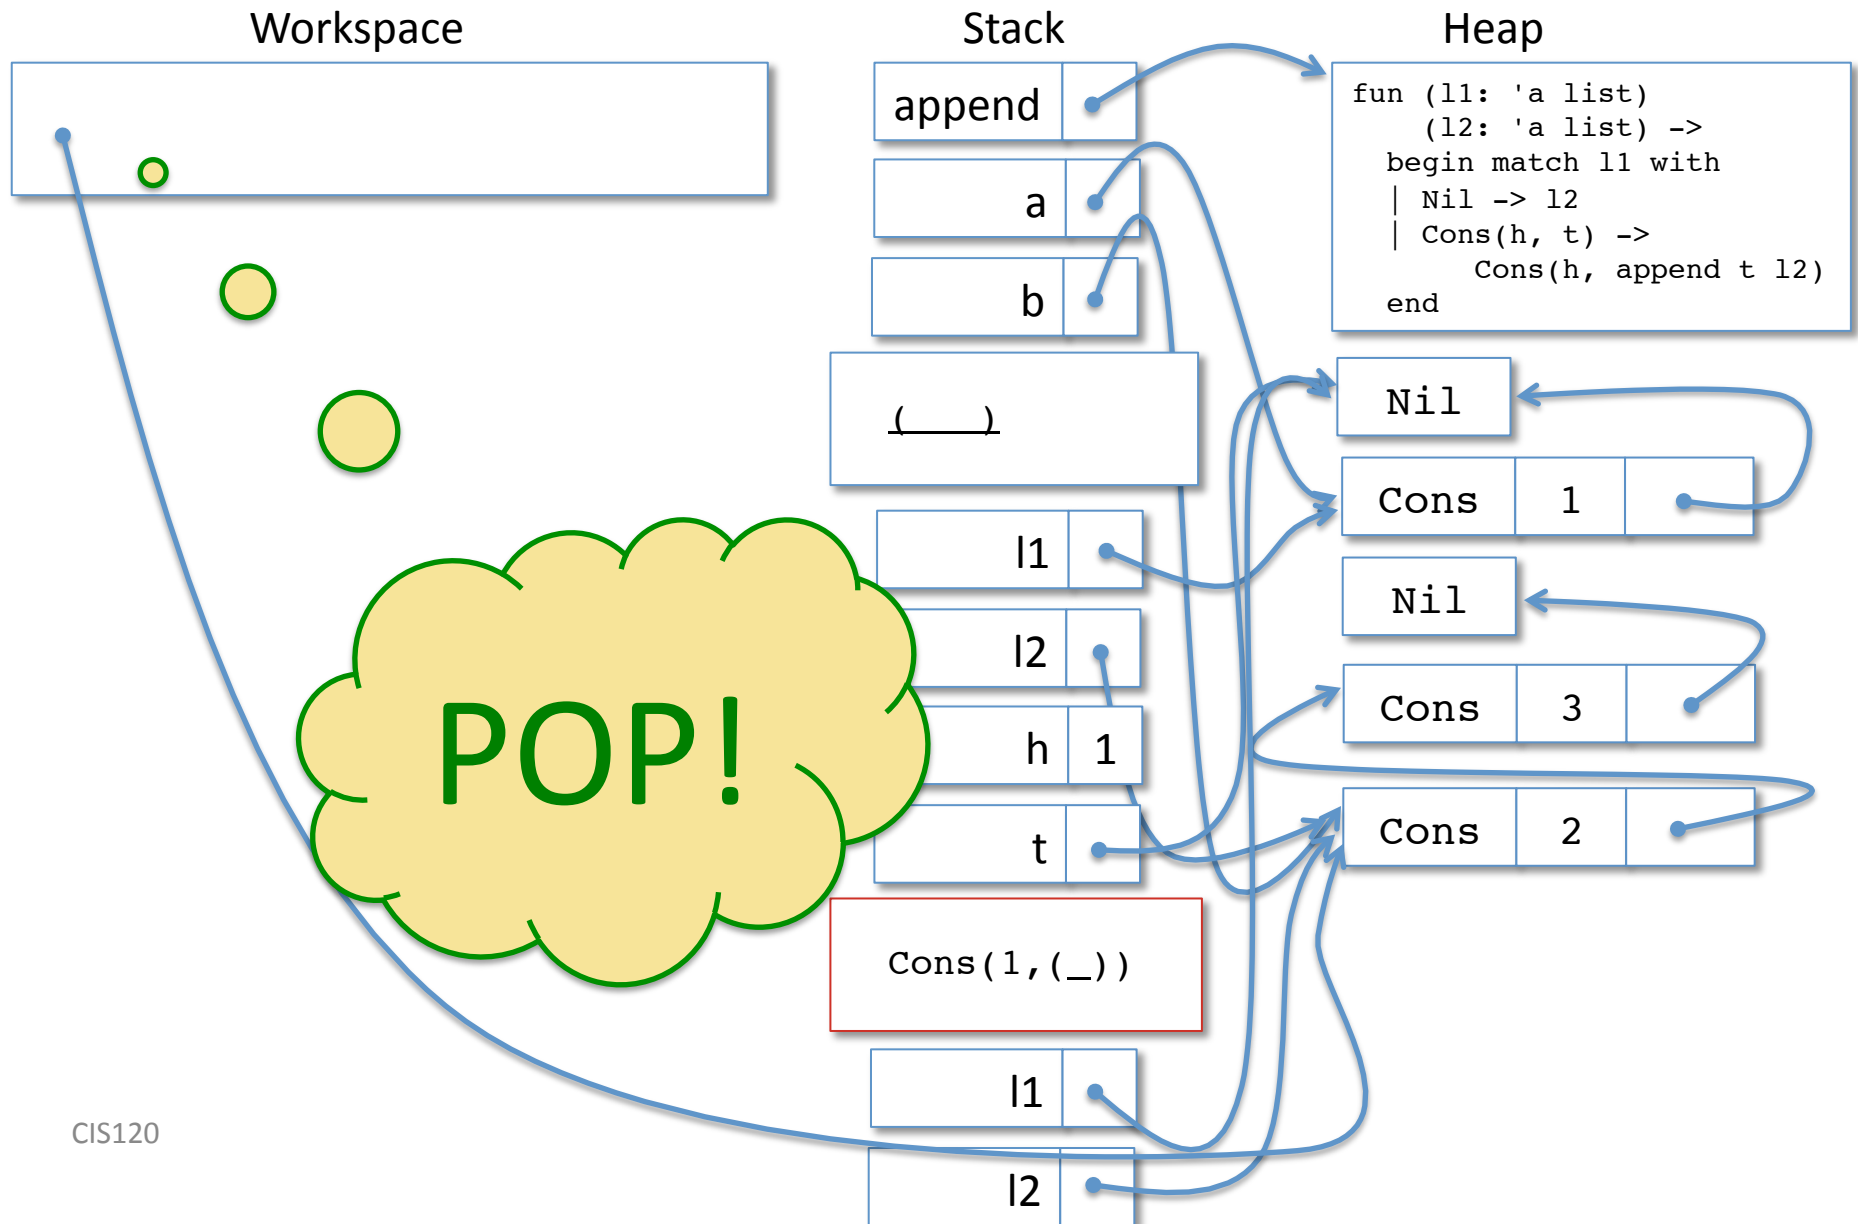 Workspace
Stack
Heap
append
a
b
(___)
l1
l2
h 1
t
Cons(1,(_))
l1
l2
fun (l1: 'a list)
(l2: 'a list) ->
begin match l1 with
| Nil -> l2
| Cons(h, t) ->
Cons(h, append t l2)
end
Nil
Cons 1
Nil
Cons 3
Cons 2
POP!
CIS120